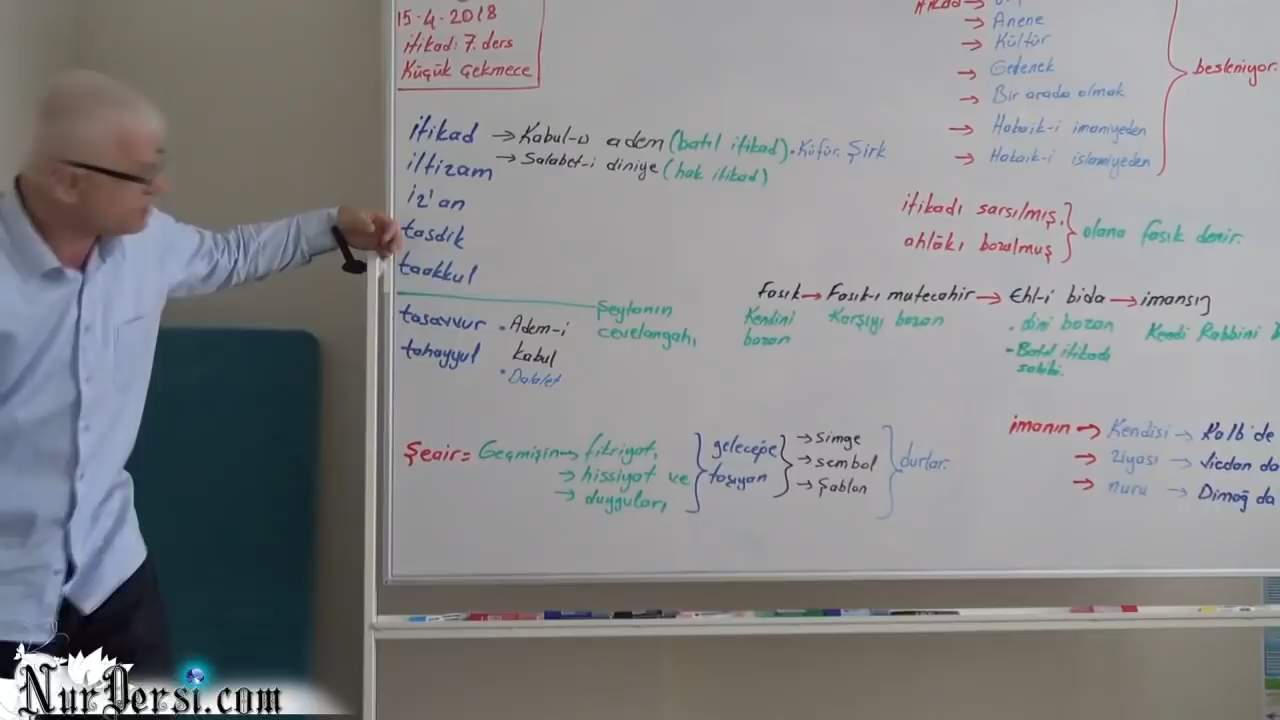 15-4-2018
itikad: 7. ders
Küçük Çekmece
→ Anene
→ Kültür
→ Gelenek
→ Bir arada olmak
→ Hakaik-i imaniyeden
→ Hakaik-i islamiyeden
besleniyor.
itikad → Kabul-u adem (batıl itikad). Küfür. Şirk
iltizam → Salabet-i diniye (hak itikad)
iz'an
tasdik
taakkul
tasavvur . Adem-i kabul
tahayyul . Dalalet
Şeytanın
cevelangahı
itikadı sarsılmış,
ahlâkı bozulmuş
olana fasık denir.
fasık → Fasık-ı mütecahir → Ehl-i bida → imansız
Kendini bozan
Karşıyı bozan
. dini bozan
- Batıl itikadı sahibi.
Kendi Rabbini
Şeair = Geçmişin → fikriyat,
→ hissiyat ve
→ duyguları,
geleceğe
taşıyan
→ Simge
→ sembol
→ Şablon
durlar.
imanın → Kendisi → Kalb'de
→ Ziyası → Vicdan da
→ nuru → Dimağ da
NurDersi.com